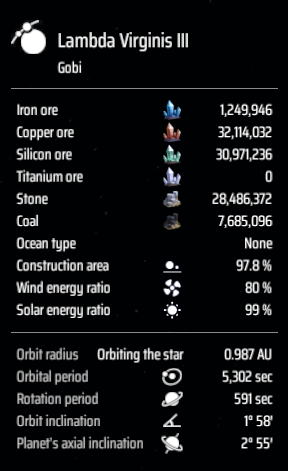 Lambda Virginis III
Gobi
Iron ore 1,249,946
Copper ore 32,114,032
Silicon ore 30,971,236
Titanium ore 0
Stone 28,486,372
Coal 7,685,096
Ocean type None
Construction area 97.8 %
Wind energy ratio 80 %
Solar energy ratio 99 %
Orbit radius Orbiting the star 0.987 AU
Orbital period 5,302 sec
Rotation period 591 sec
Orbit inclination 1° 58'
Planet's axial inclination 2° 55'